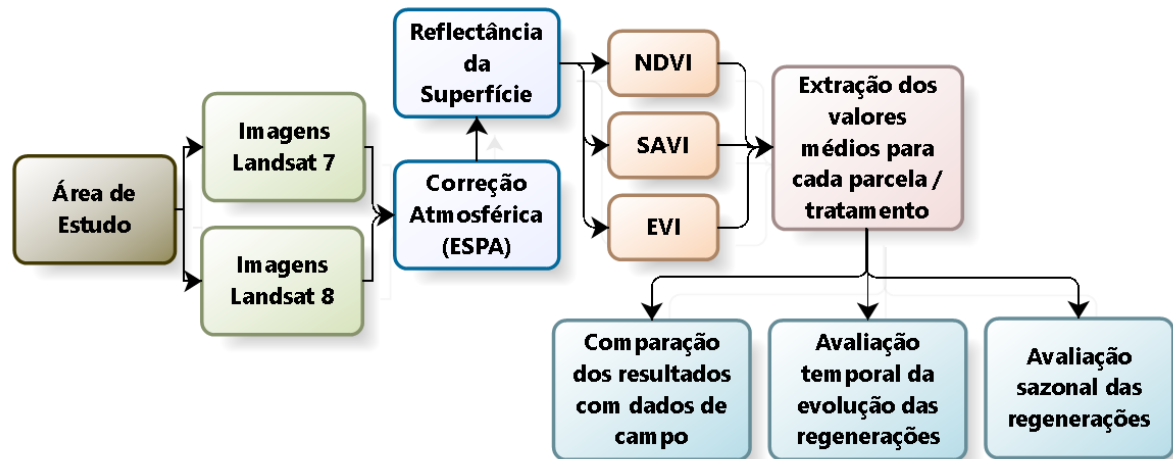 Área de
Estudo
Imagens
Landsat 7
Imagens
Landsat 8
Reflectância
da
Superfície
Correção
Atmosférica
(ESPA)
NDVI
SAVI
EVI
Extração dos
valores
médios para
cada parcela /
tratamento
Comparação
dos resultados
com dados de
campo
Avaliação
temporal da
evolução das
regenerações
Avaliação
sazonal das
regenerações